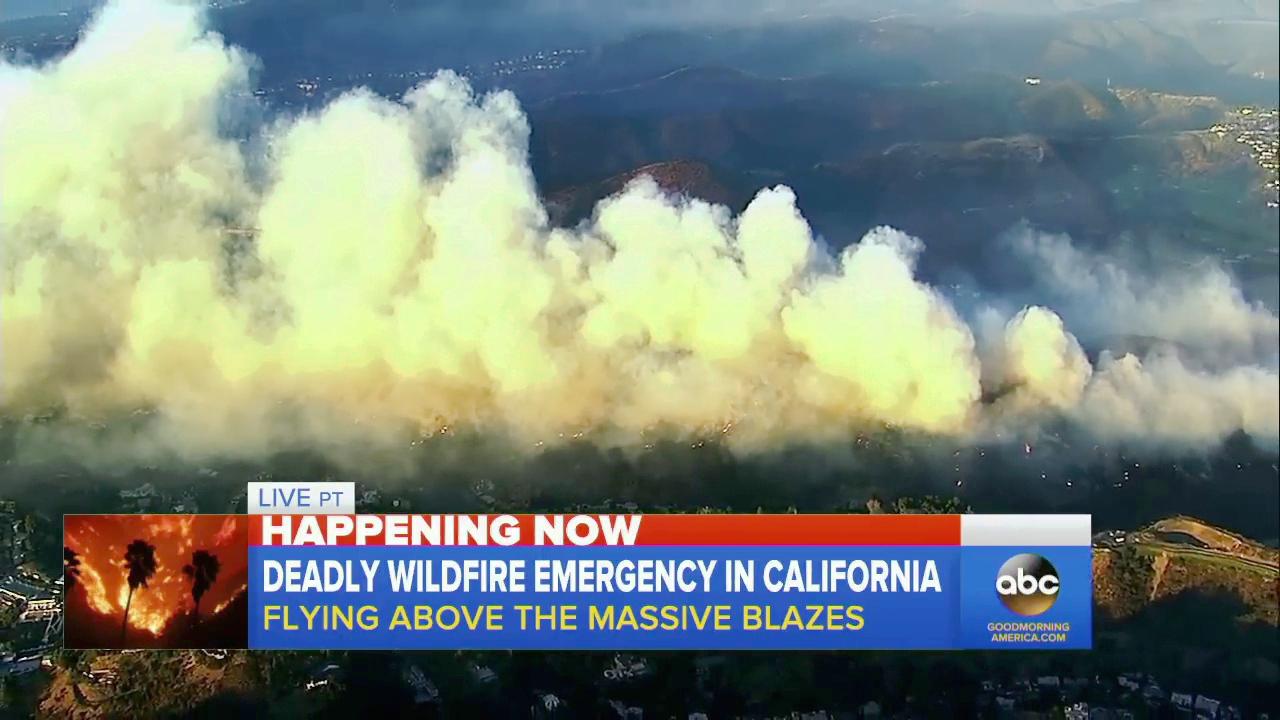 LIVE PT
HAPPENING NOW
DEADLY WILDFIRE EMERGENCY IN CALIFORNIA
FLYING ABOVE THE MASSIVE BLAZES
abc
GOODMORNING
AMERICA.COM